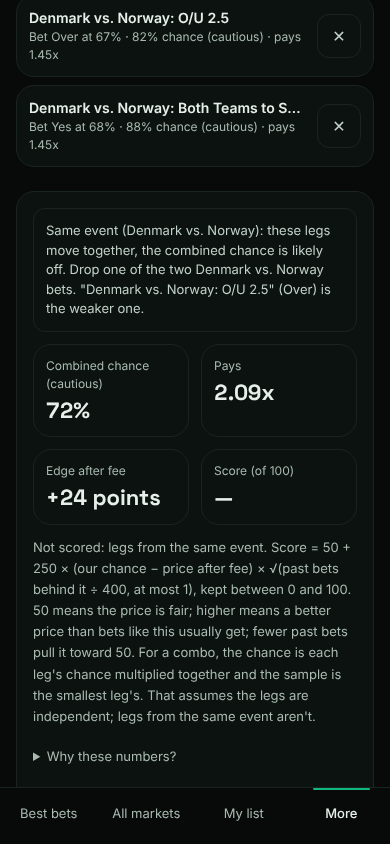 Denmark vs. Norway: O/U 2.5
Bet Over at 67% · 82% chance (cautious) · pays
1.45x
✕
Denmark vs. Norway: Both Teams to S...
Bet Yes at 68% · 88% chance (cautious) · pays
1.45x
✕
Same event (Denmark vs. Norway): these legs
move together, the combined chance is likely
off. Drop one of the two Denmark vs. Norway
bets. "Denmark vs. Norway: O/U 2.5" (Over) is
the weaker one.
Combined chance
(cautious)
72%
Pays
2.09x
Edge after fee
+24 points
Score (of 100)
—
Not scored: legs from the same event. Score = 50 +
250 × (our chance − price after fee) × √(past bets
behind it ÷ 400, at most 1), kept between 0 and 100.
50 means the price is fair; higher means a better
price than bets like this usually get; fewer past bets
pull it toward 50. For a combo, the chance is each
leg's chance multiplied together and the sample is
the smallest leg's. That assumes the legs are
independent; legs from the same event aren't.
▶ Why these numbers?
Best bets
All markets
My list
More